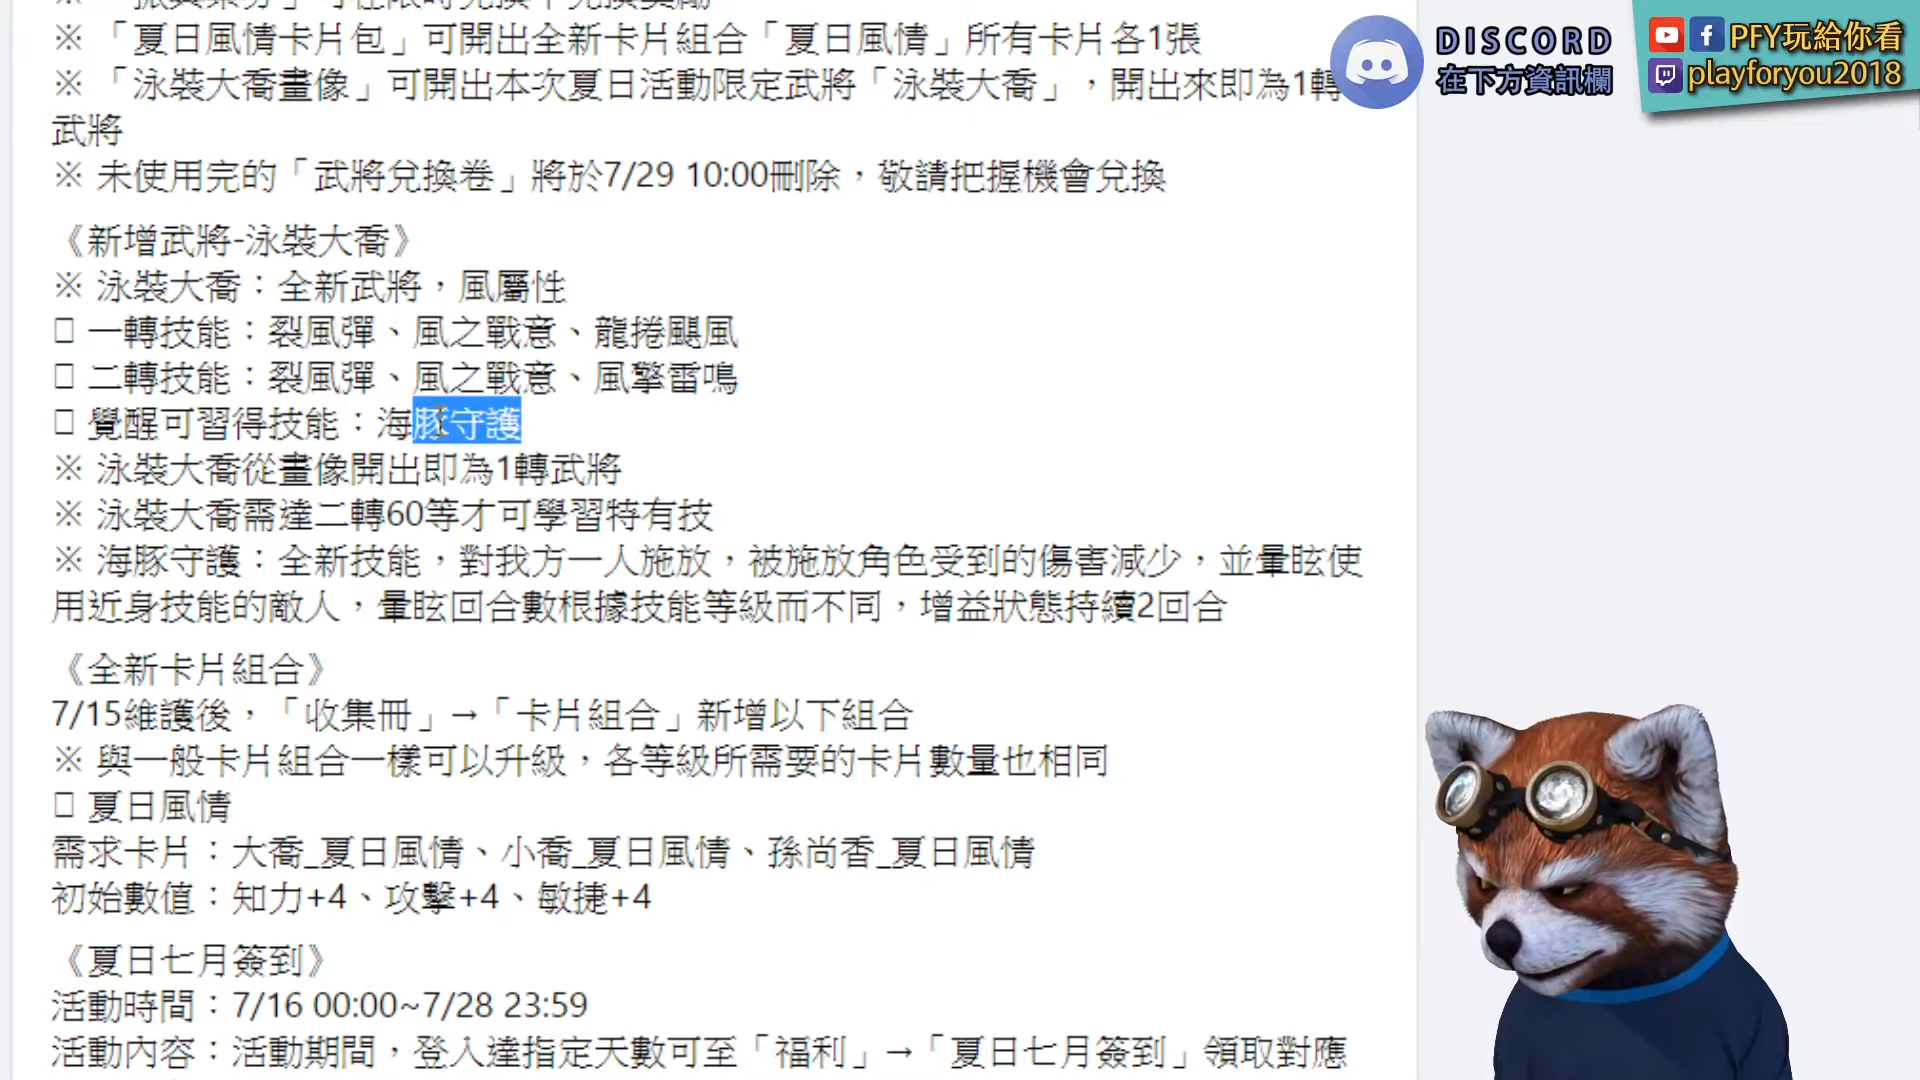 ※ 「夏日風情卡片包」可開出全新卡片組合「夏日風情」所有卡片各1張
※ 「泳裝大喬畫像」可開出本次夏日活動限定武將「泳裝大喬」，開出來即為1轉
武將
※ 未使用完的「武將兌換卷」將於7/29 10:00刪除，敬請把握機會兌換
《新增武將-泳裝大喬》
※ 泳裝大喬：全新武將，風屬性
一轉技能：裂風彈、風之戰意、龍捲颶風
二轉技能：裂風彈、風之戰意、風擎雷鳴
覺醒可習得技能：海豚守護
※ 泳裝大喬從畫像開出即為1轉武將
※ 泳裝大喬需達二轉60等才可學習特有技
※ 海豚守護：全新技能，對我方一人施放，被施放角色受到的傷害減少，並暈眩使
用近身技能的敵人，暈眩回合數根據技能等級而不同，增益狀態持續2回合
《全新卡片組合》
7/15維護後，「收集冊」→「卡片組合」新增以下組合
※ 與一般卡片組合一樣可以升級，各等級所需要的卡片數量也相同
夏日風情
需求卡片：大喬_夏日風情、小喬_夏日風情、孫尚香_夏日風情
初始數值：知力+4、攻擊+4、敏捷+4
《夏日七月簽到》
活動時間：7/16 00:00~7/28 23:59
活動內容：活動期間，登入達指定天數可至「福利」→「夏日七月簽到」領取對應
DISCORD
在下方資訊欄
PFY玩給你看
playforyou2018